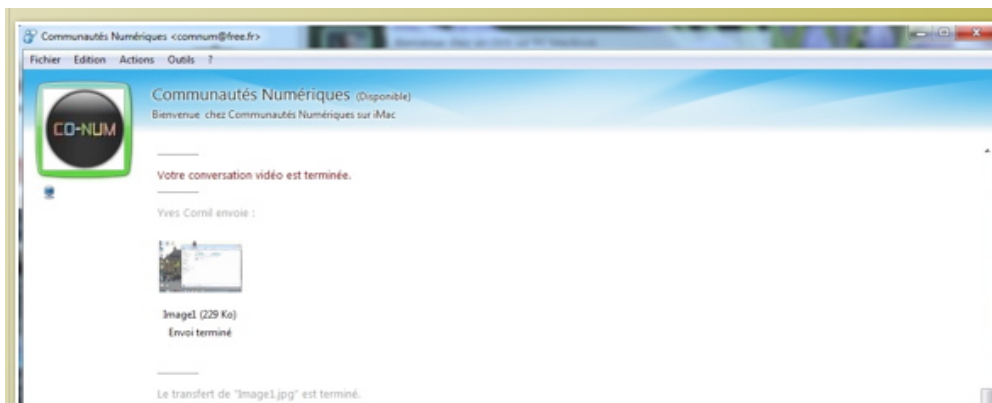 Communautés Numériques <comnum@free.fr>
Fichier Edition Actions Outils ?
CO-NUM
Communautés Numériques (Disponible)
Bienvenue chez Communautés Numériques sur iMac
Votre conversation vidéo est terminée.
Yves Cornil envoie :
Image1 (229 Ko)
Envoi terminé
Le transfert de "Image1.jpg" est terminé.